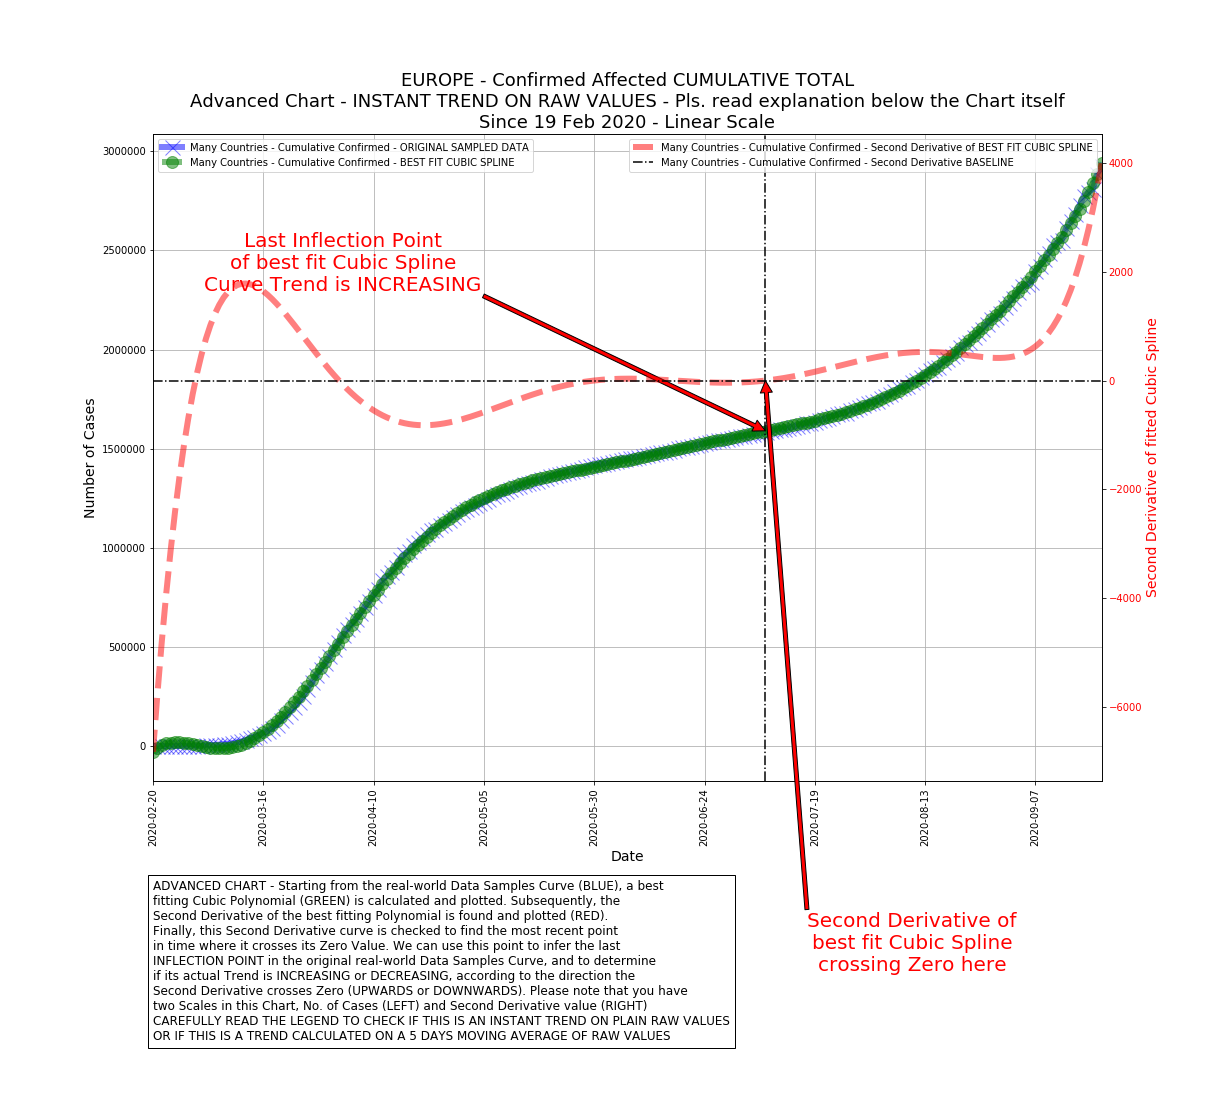 EUROPE - Confirmed Affected CUMULATIVE TOTAL
Advanced Chart - INSTANT TREND ON RAW VALUES - Pls. read explanation below the Chart itself
Since 19 Feb 2020 - Linear Scale
Many Countries - Cumulative Confirmed - ORIGINAL SAMPLED DATA
Many Countries - Cumulative Confirmed - BEST FIT CUBIC SPLINE
Many Countries - Cumulative Confirmed - Second Derivative of BEST FIT CUBIC SPLINE
Many Countries - Cumulative Confirmed - Second Derivative BASELINE
Last Inflection Point
of best fit Cubic Spline
Curve Trend is INCREASING
Number of Cases
3000000
2500000
2000000
1500000
1000000
500000
0
4000
2000
0
−2000
−4000
−6000
Second Derivative of fitted Cubic Spline
2020-02-20
2020-03-16
2020-04-10
2020-05-05
2020-05-30
2020-06-24
2020-07-19
2020-08-13
2020-09-07
Date
ADVANCED CHART - Starting from the real-world Data Samples Curve (BLUE), a best
fitting Cubic Polynomial (GREEN) is calculated and plotted. Subsequently, the
Second Derivative of the best fitting Polynomial is found and plotted (RED).
Finally, this Second Derivative curve is checked to find the most recent point
in time where it crosses its Zero Value. We can use this point to infer the last
INFLECTION POINT in the original real-world Data Samples Curve, and to determine
if its actual Trend is INCREASING or DECREASING, according to the direction the
Second Derivative crosses Zero (UPWARDS or DOWNWARDS). Please note that you have
two Scales in this Chart, No. of Cases (LEFT) and Second Derivative value (RIGHT)
CAREFULLY READ THE LEGEND TO CHECK IF THIS IS AN INSTANT TREND ON PLAIN RAW VALUES
OR IF THIS IS A TREND CALCULATED ON A 5 DAYS MOVING AVERAGE OF RAW VALUES
Second Derivative of
best fit Cubic Spline
crossing Zero here